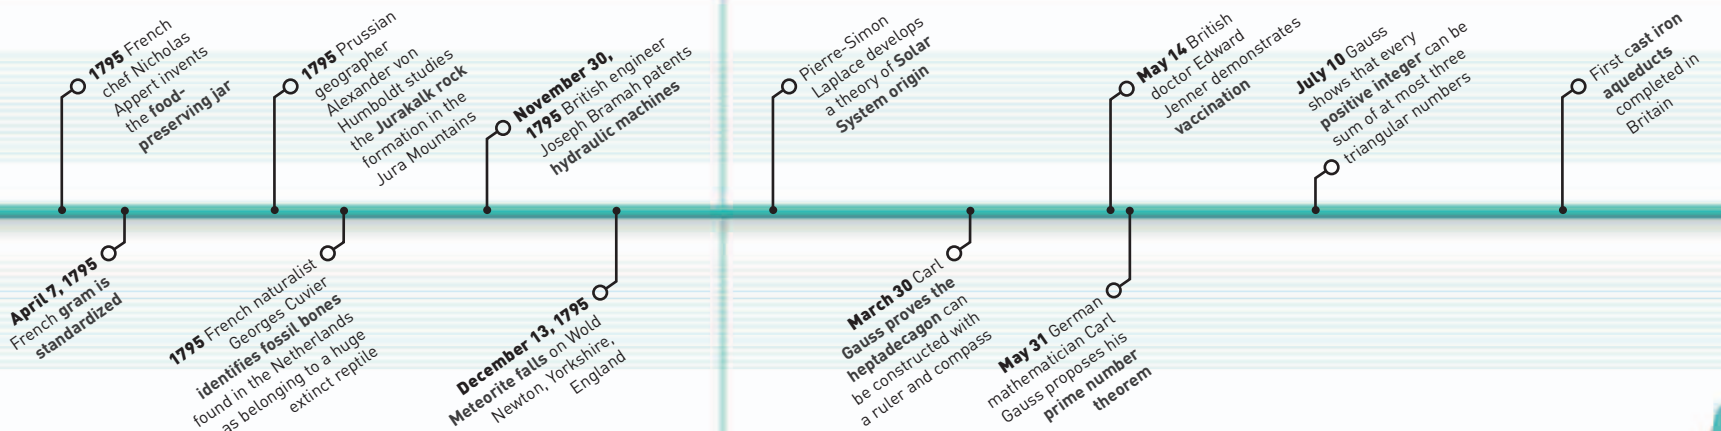 1795 French
chef Nicholas
Appert invents
the food-
preserving jar
April 7, 1795
French gram is
standardized
1795 Prussian
geographer
Alexander von
Humboldt studies
the Jurakalk rock
formation in the
Jura Mountains
1795 French naturalist
Georges Cuvier
identifies fossil bones
found in the Netherlands
as belonging to a huge
extinct reptile
November 30,
1795 British engineer
Joseph Bramah patents
hydraulic machines
December 13, 1795
Meteorite falls on Wold
Newton, Yorkshire,
England
Pierre-Simon
Laplace develops
a theory of Solar
System origin
March 30 Carl
Gauss proves the
heptadecagon can
be constructed with
a ruler and compass
May 14 British
doctor Edward
Jenner demonstrates
vaccination
May 31 German
mathematician Carl
Gauss proposes his
prime number
theorem
July 10 Gauss
shows that every
positive integer can be
sum of at most three
triangular numbers
First cast iron
aqueducts
completed in
Britain